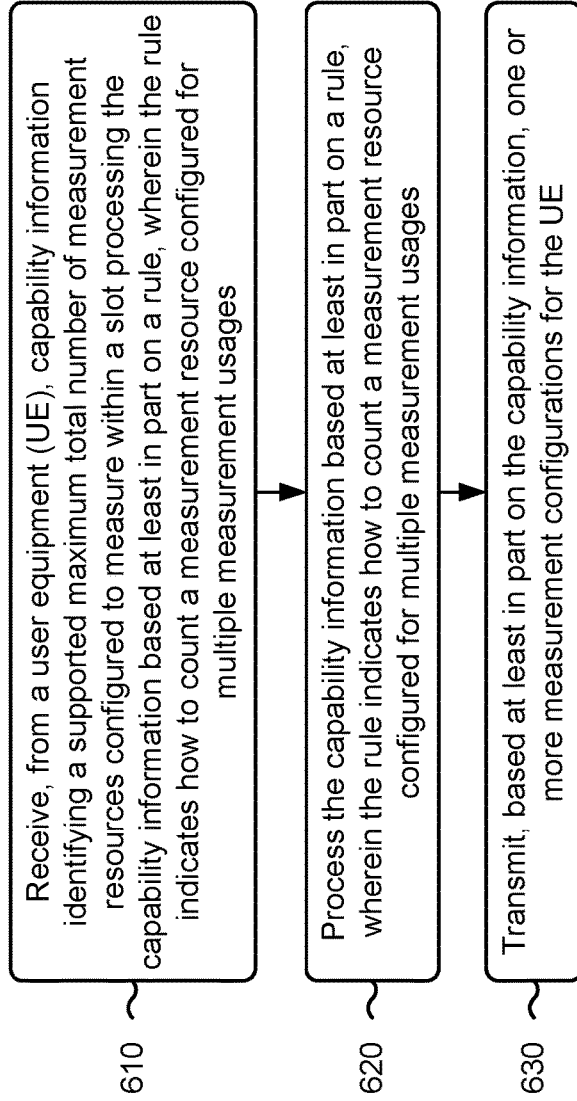 610
Receive, from a user equipment (UE), capability information
identifying a supported maximum total number of measurement
resources configured to measure within a slot processing the
capability information based at least in part on a rule, wherein the rule
indicates how to count a measurement resource configured for
multiple measurement usages
620
Process the capability information based at least in part on a rule,
wherein the rule indicates how to count a measurement resource
configured for multiple measurement usages
630
Transmit, based at least in part on the capability information, one or
more measurement configurations for the UE